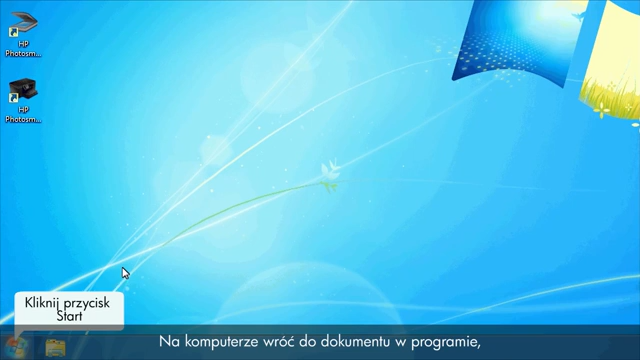 HP
Photosm...
HP
Photosm...
Kliknij przycisk
Start
Na komputerze wróć do dokumentu w programie,